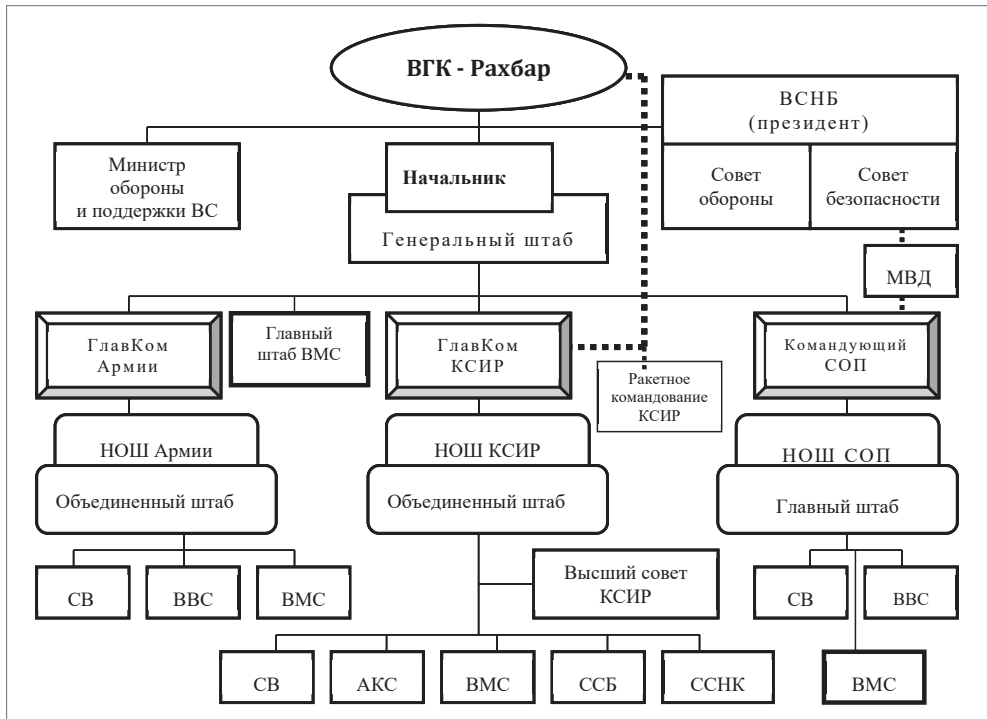 ВГК - Рахбар
ВСНБ
(президент)
Министр
обороны
и поддержки ВС
Начальник
Генеральный штаб
Совет
обороны
Совет
безопасности
МВД
ГлавКом
Армии
Главный
штаб ВМС
ГлавКом
КСИР
Ракетное
командование
КСИР
Командующий
СОП
НОШ Армии
Объединенный штаб
НОШ КСИР
Объединенный штаб
НОШ СОП
Главный штаб
СВ
ВВС
ВМС
Высший совет
КСИР
СВ
ВВС
СВ
АКС
ВМС
ССБ
ССНК
ВМС